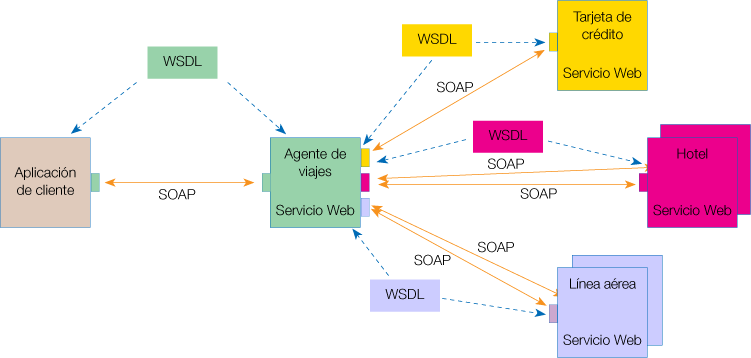 Tarjeta de
crédito
Servicio Web
WSDL
WSDL
SOAP
WSDL
Aplicación
de cliente
SOAP
Agente de
viajes
Servicio Web
SOAP
SOAP
Hotel
Servicio Web
SOAP
SOAP
WSDL
Línea aérea
Servicio Web